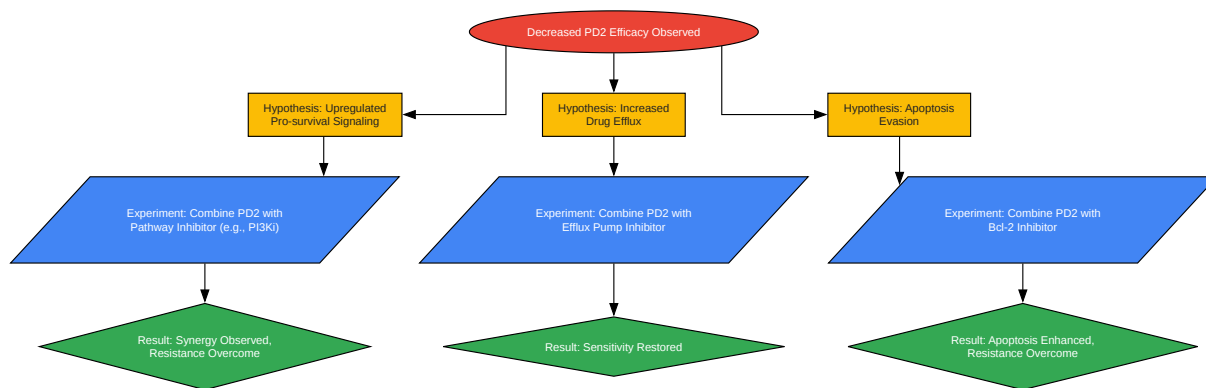 Decreased PD2 Efficacy Observed
Hypothesis: Upregulated
Pro-survival Signaling
Hypothesis: Increased
Drug Efflux
Hypothesis: Apoptosis
Evasion
Experiment: Combine PD2 with
Pathway Inhibitor (e.g., PI3Ki)
Experiment: Combine PD2 with
Efflux Pump Inhibitor
Experiment: Combine PD2 with
Bcl-2 Inhibitor
Result: Synergy Observed,
Resistance Overcome
Result: Sensitivity Restored
Result: Apoptosis Enhanced,
Resistance Overcome